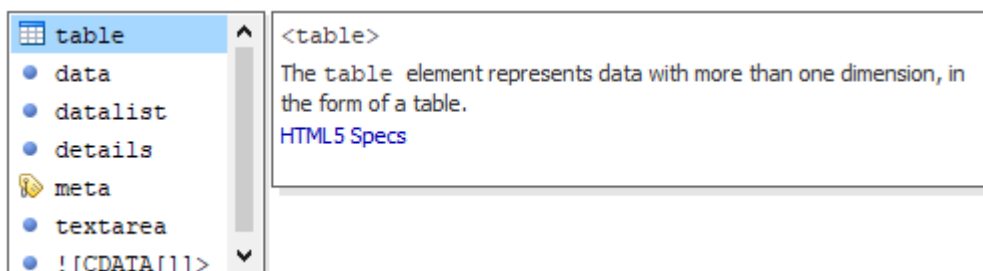 table
data
datalist
details
meta
textarea
![CDATA[]]>
<table>
The table element represents data with more than one dimension, in
the form of a table.
HTML5 Specs